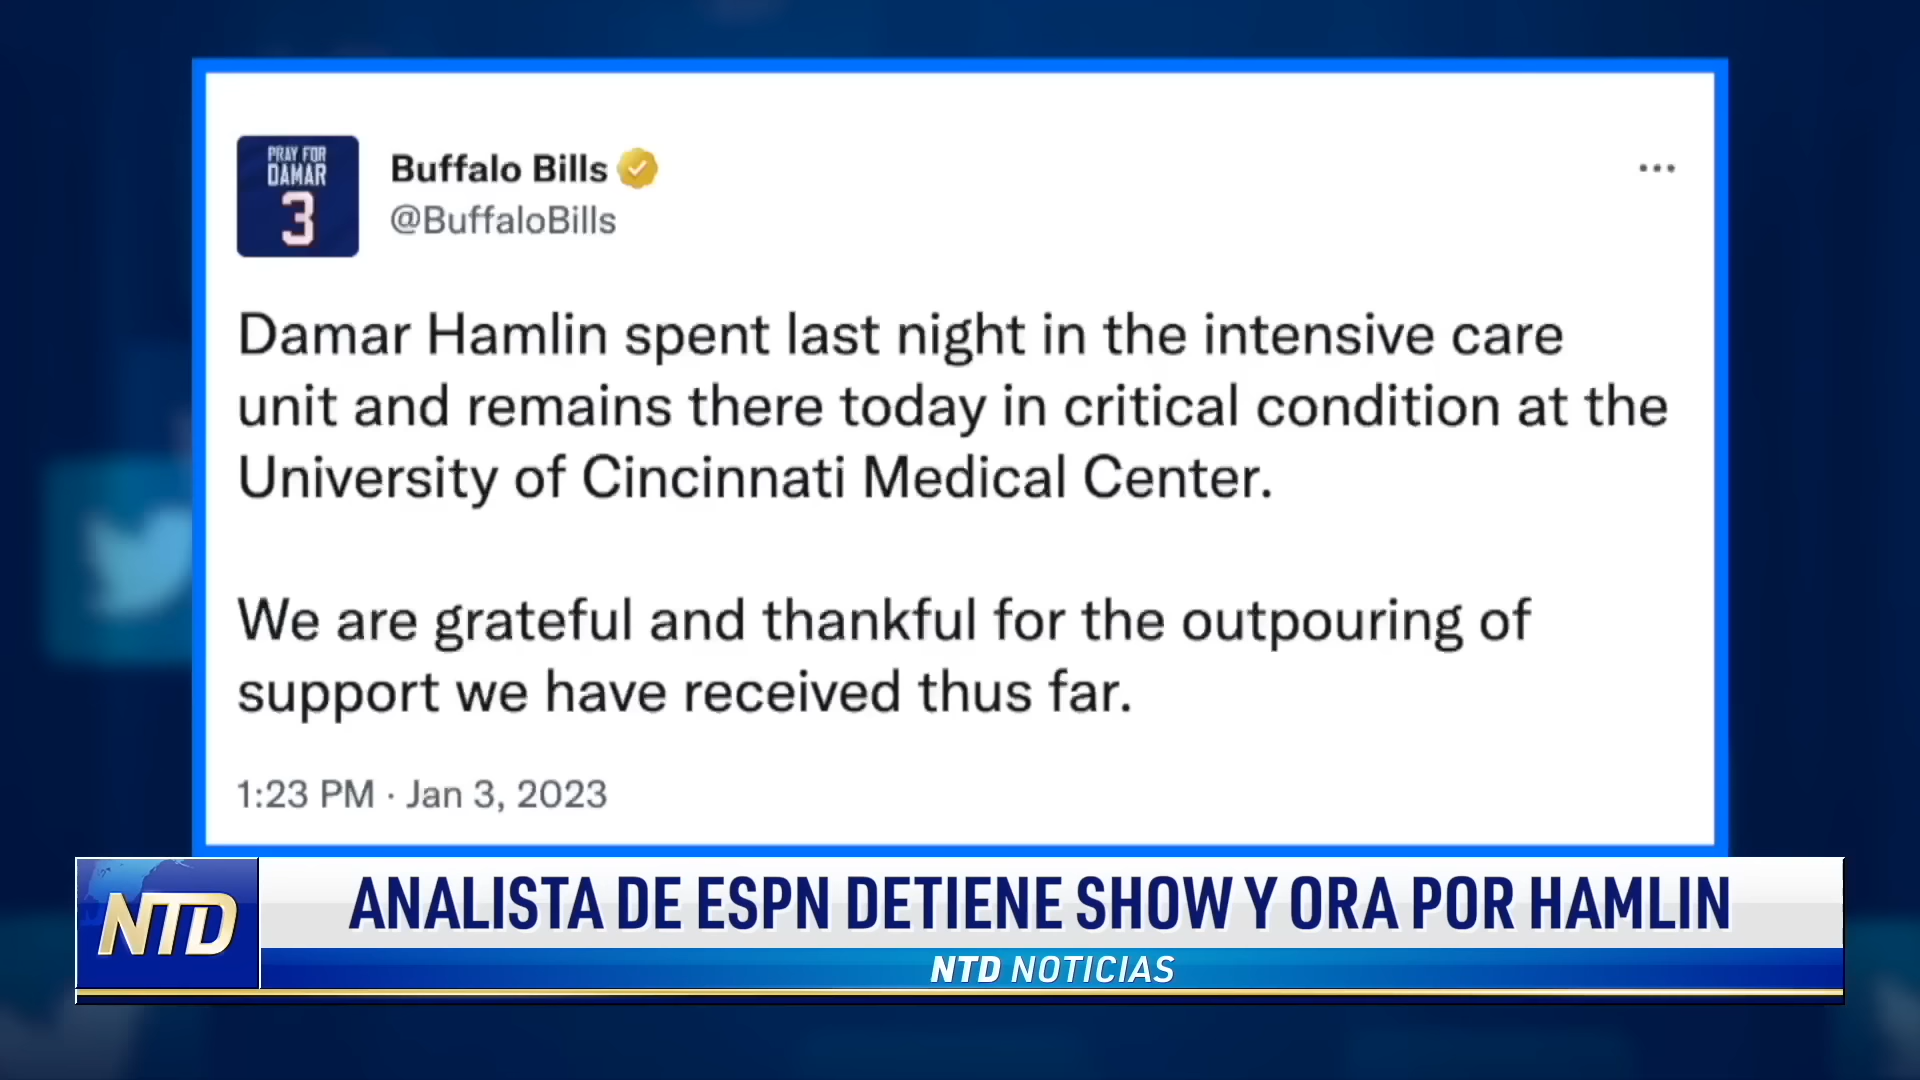 PRAY FOR
DAMAR
3
Buffalo Bills
@BuffaloBills
Damar Hamlin spent last night in the intensive care
unit and remains there today in critical condition at the
University of Cincinnati Medical Center.
We are grateful and thankful for the outpouring of
support we have received thus far.
1:23 PM · Jan 3, 2023
NTD
ANALISTA DE ESPN DETIENE SHOW Y ORA POR HAMLIN
NTD NOTICIAS